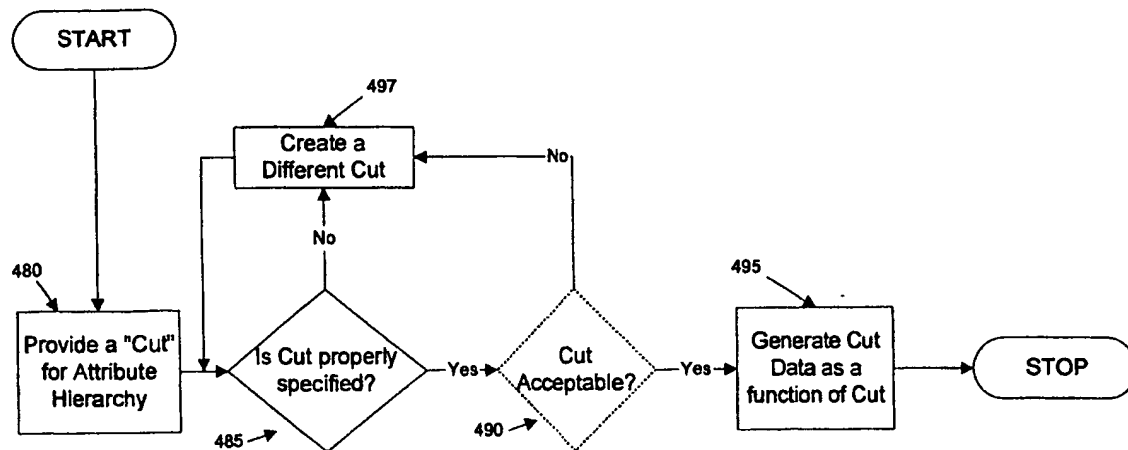 START
497
Create a
Different Cut
No
No
480
Provide a "Cut"
for Attribute
Hierarchy
Is Cut properly
specified?
485
Yes
Cut
Acceptable?
490
Yes
495
Generate Cut
Data as a
function of Cut
STOP